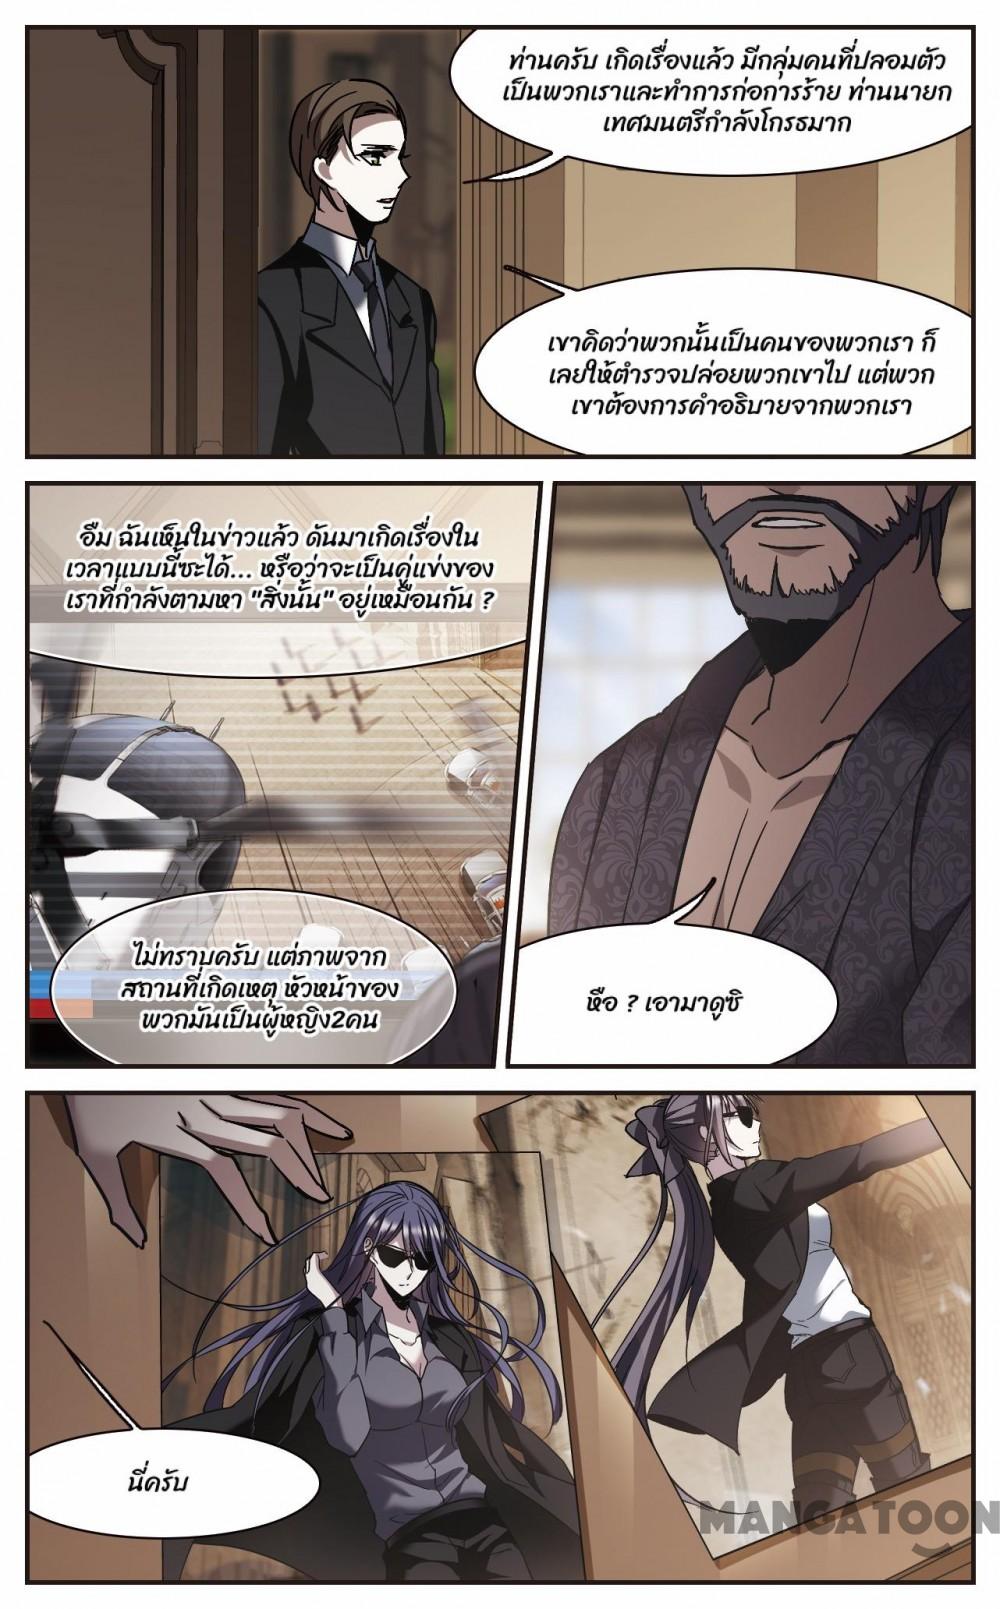 ท่านครับ เกิดเรื่องแล้ว มีกลุ่มคนที่ปลอมตัว
เป็นพวกเราและทำการก่อการร้าย ท่านนายก
เทศมนตรีกำลังโกรธมาก
เขาคิดว่าพวกนั้นเป็นคนของพวกเรา ก็
เลยให้ตำรวจปล่อยพวกเขาไป แต่พวก
เขาต้องการคำอธิบายจากพวกเรา
อืม ฉันเห็นในข่าวแล้ว ดันมาเกิดเรื่องใน
เวลาแบบนี้ซะได้... หรือว่าจะเป็นคู่แข่งของ
เราที่กำลังตามหา "สิ่งนั้น" อยู่เหมือนกัน ?
ไม่ทราบครับ แต่ภาพจาก
สถานที่เกิดเหตุ หัวหน้าของ
พวกมันเป็นผู้หญิง2คน
หือ ? เอามาดูซิ
นี่ครับ
MANGATOON